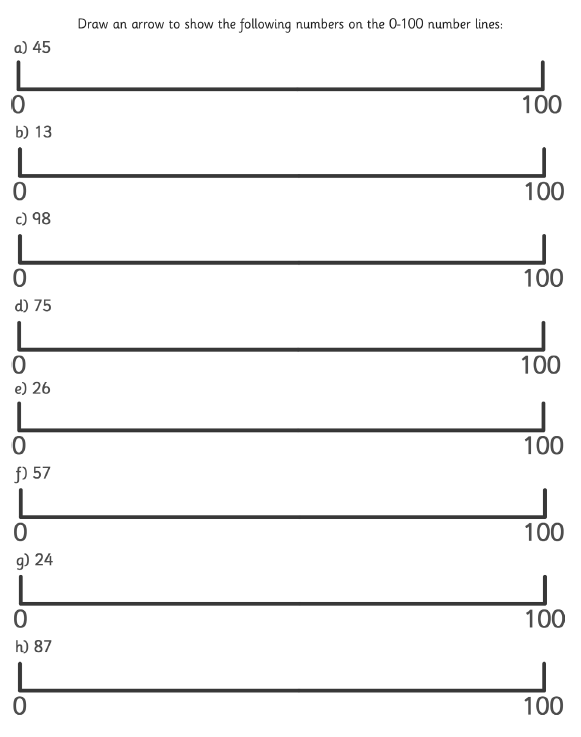 Draw an arrow to show the following numbers on the 0-100 number lines:
a) 45
0 100
b) 13
0 100
c) 98
0 100
d) 75
0 100
e) 26
0 100
f) 57
0 100
g) 24
0 100
h) 87
0 100